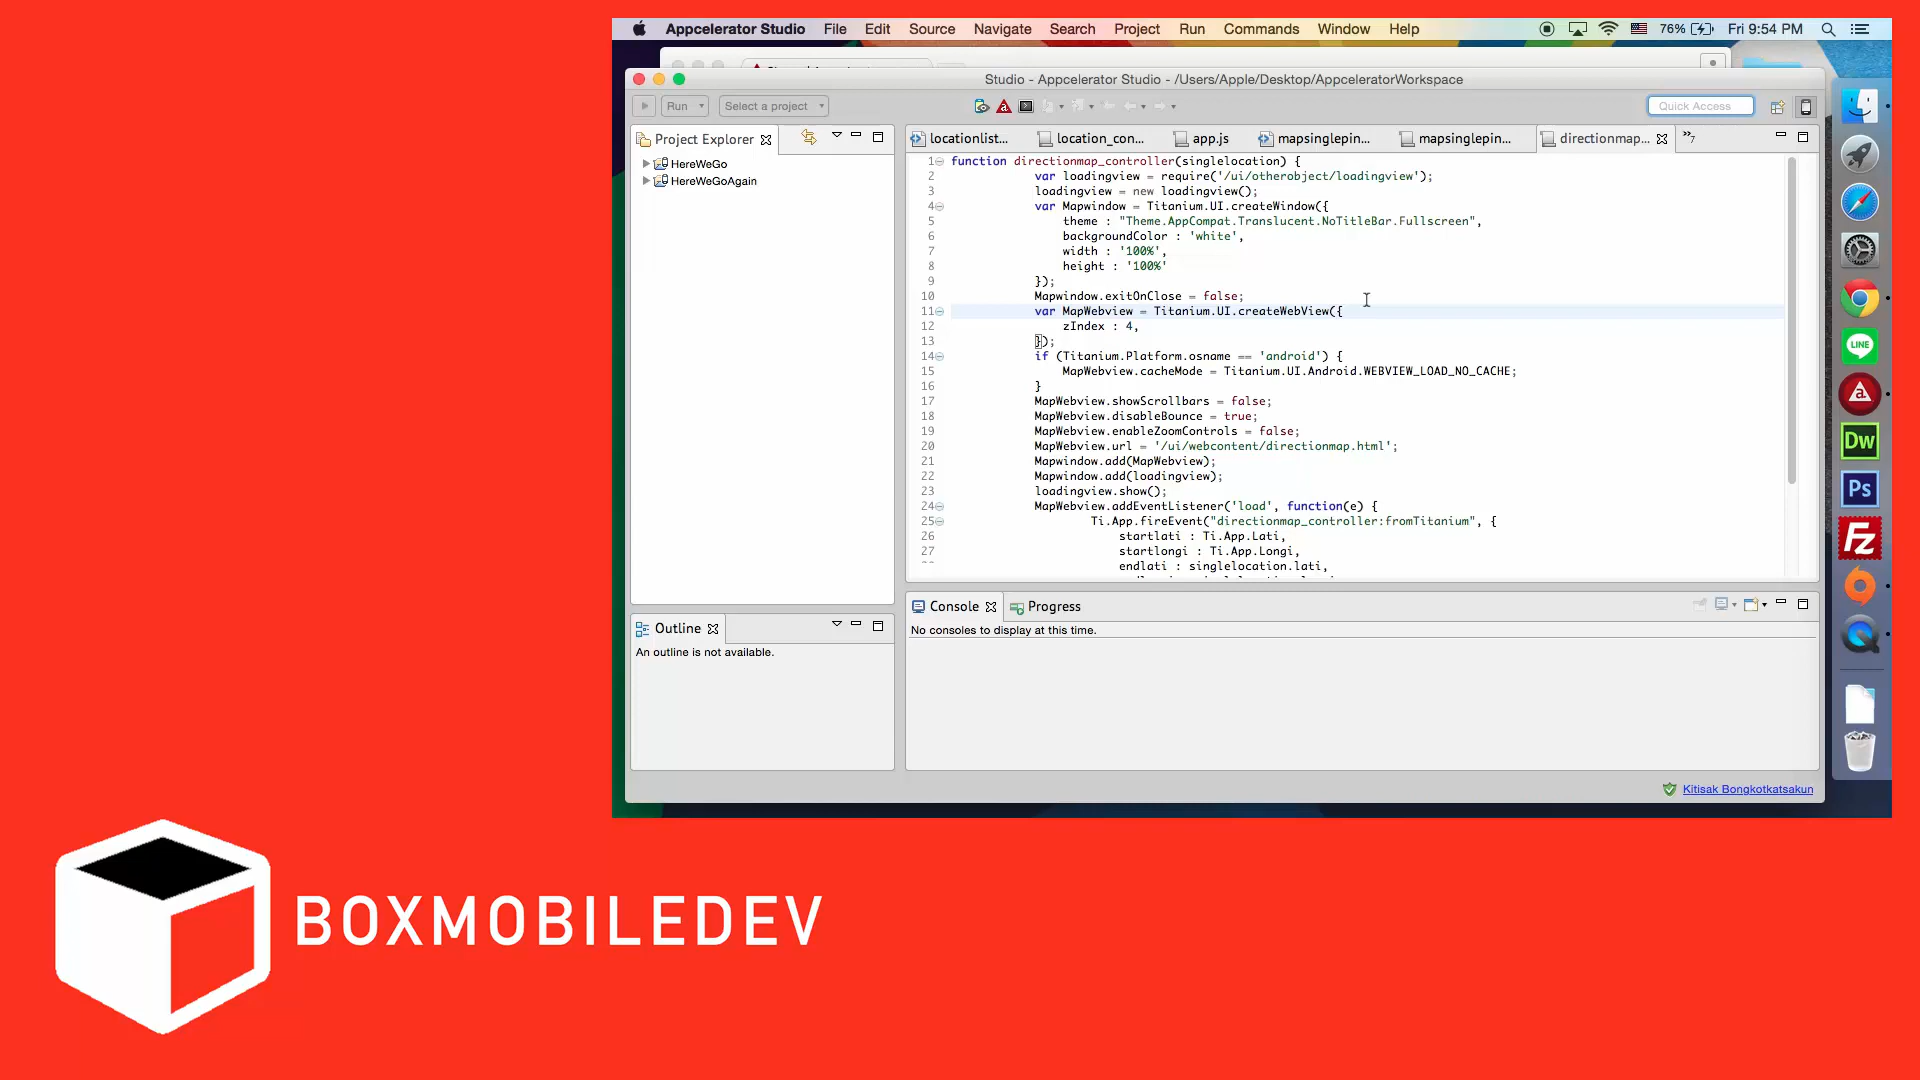 Appcelerator Studio File Edit Source Navigate Search Project Run Commands Window Help 76% Fri 9:54 PM
Studio - Appcelerator Studio - /Users/Apple/Desktop/AppceleratorWorkspace
Run Select a project Quick Access
Project Explorer
HereWeGo
HereWeGoAgain
locationlist... location_con... app.js mapsinglepin... mapsinglepin... directionmap... »7
1 function directionmap_controller(singlelocation) {
2 var loadingview = require('/ui/otherobject/loadingview');
3 loadingview = new loadingview();
4 var Mapwindow = Titanium.UI.createWindow({
5 theme : "Theme.AppCompat.Translucent.NoTitleBar.Fullscreen",
6 backgroundColor : 'white',
7 width : '100%',
8 height : '100%'
9 });
10 Mapwindow.exitOnClose = false;
11 var MapWebview = Titanium.UI.createWebView({
12 zIndex : 4,
13 });
14 if (Titanium.Platform.osname == 'android') {
15 MapWebview.cacheMode = Titanium.UI.Android.WEBVIEW_LOAD_NO_CACHE;
16 }
17 MapWebview.showScrollbars = false;
18 MapWebview.disableBounce = true;
19 MapWebview.enableZoomControls = false;
20 MapWebview.url = '/ui/webcontent/directionmap.html';
21 Mapwindow.add(MapWebview);
22 Mapwindow.add(loadingview);
23 loadingview.show();
24 MapWebview.addEventListener('load', function(e) {
25 Ti.App.fireEvent("directionmap_controller:fromTitanium", {
26 startlati : Ti.App.Lati,
27 startlongi : Ti.App.Longi,
endlati : singlelocation.lati,
Outline
An outline is not available.
Console Progress
No consoles to display at this time.
Kitisak Bongkotkatsakun
LINE
a
Dw
Ps
Fz
BOXMOBILEDEV